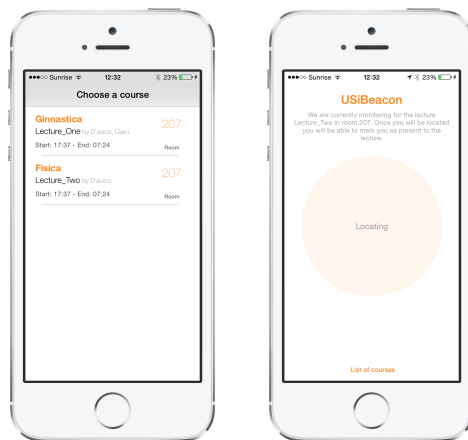 Sunrise 12:32 23%
Choose a course
Ginnastica
207
Lecture_One by D'avico, Ciani.
Start: 17:37 - End: 07:24 Room
Fisica
207
Lecture_Two by D'avico.
Start: 17:37 - End: 07:24 Room
Sunrise 12:32 23%
USiBeacon
We are currently monitoring for the lecture
Lecture_Two in room 207. Once you will be located
you will be able to mark you as present to the
lecture.
Locating
List of courses